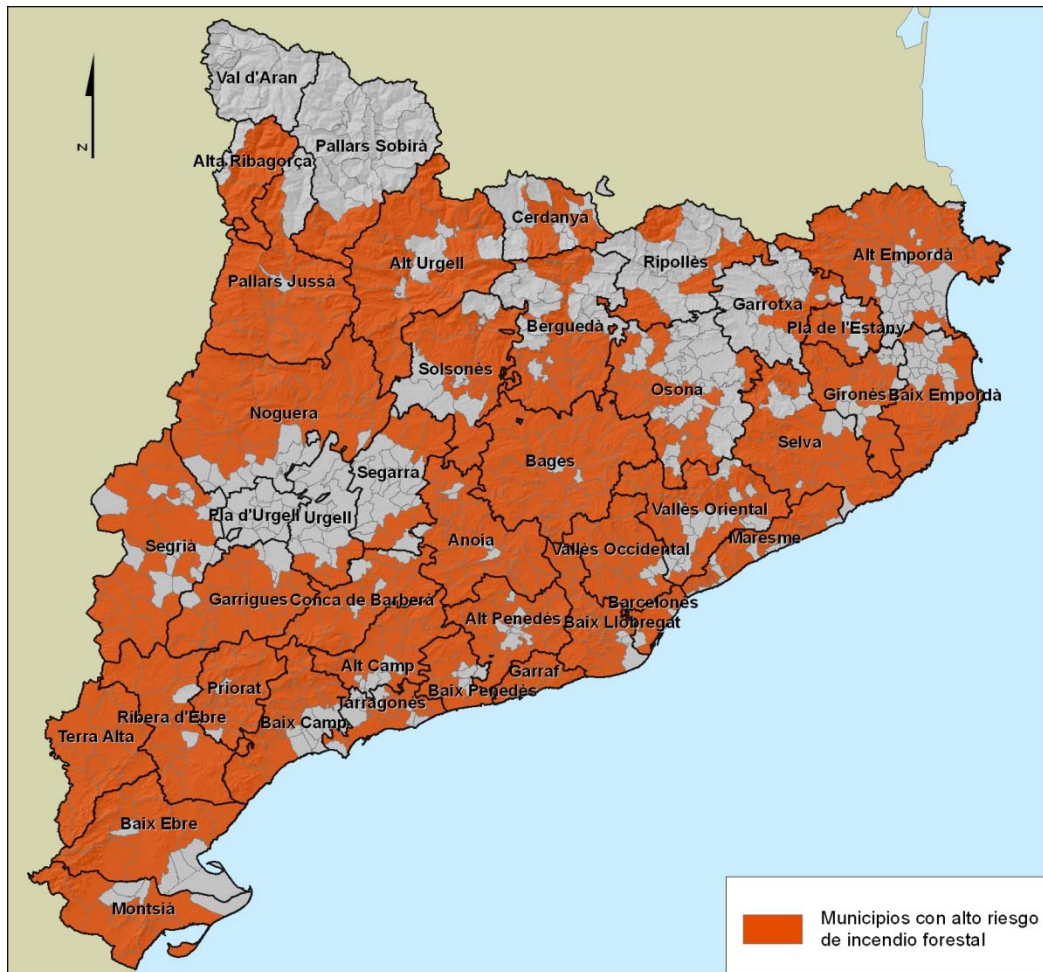 Val d'Aran
Pallars Sobirà
Alta Ribagorça
Cerdanya
Ripollès
Alt Empordà
Alt Urgell
Pallars Jussà
Garrotxa
Pla de l'Estany
Berguedà
Solsonès
Osona
Gironès
Baix Empordà
Noguera
Selva
Segarra
Bages
Vallès Oriental
Pla d'Urgell
Urgell
Maresme
Segrià
Anoia
Vallès Occidental
Garrigues
Conca de Barberà
Barcelonès
Alt Penedès
Baix Llobregat
Alt Camp
Garraf
Priorat
Baix Penedès
Tarragonès
Ribera d'Ebre
Baix Camp
Terra Alta
Baix Ebre
Montsià
N
Municipios con alto riesgo
de incendio forestal